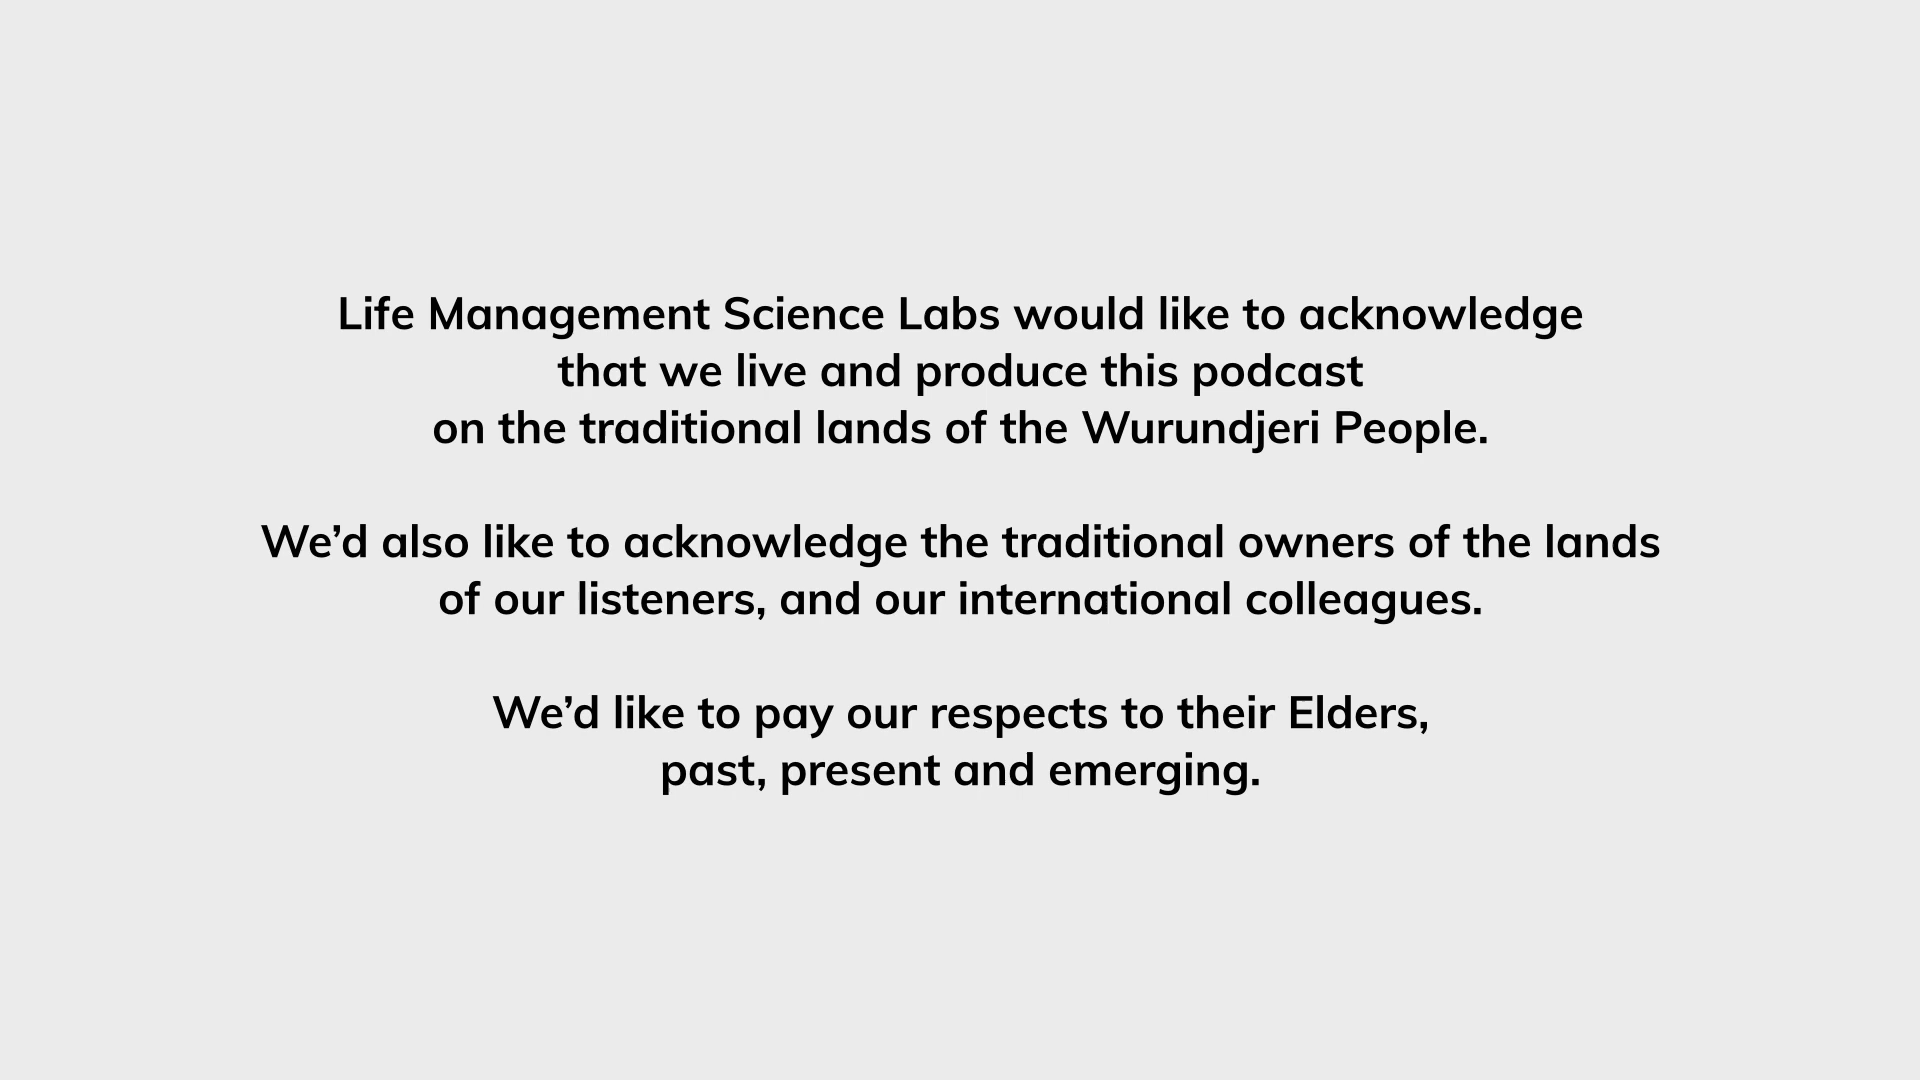 Life Management Science Labs would like to acknowledge
that we live and produce this podcast
on the traditional lands of the Wurundjeri People.
We’d also like to acknowledge the traditional owners of the lands
of our listeners, and our international colleagues.
We’d like to pay our respects to their Elders,
past, present and emerging.